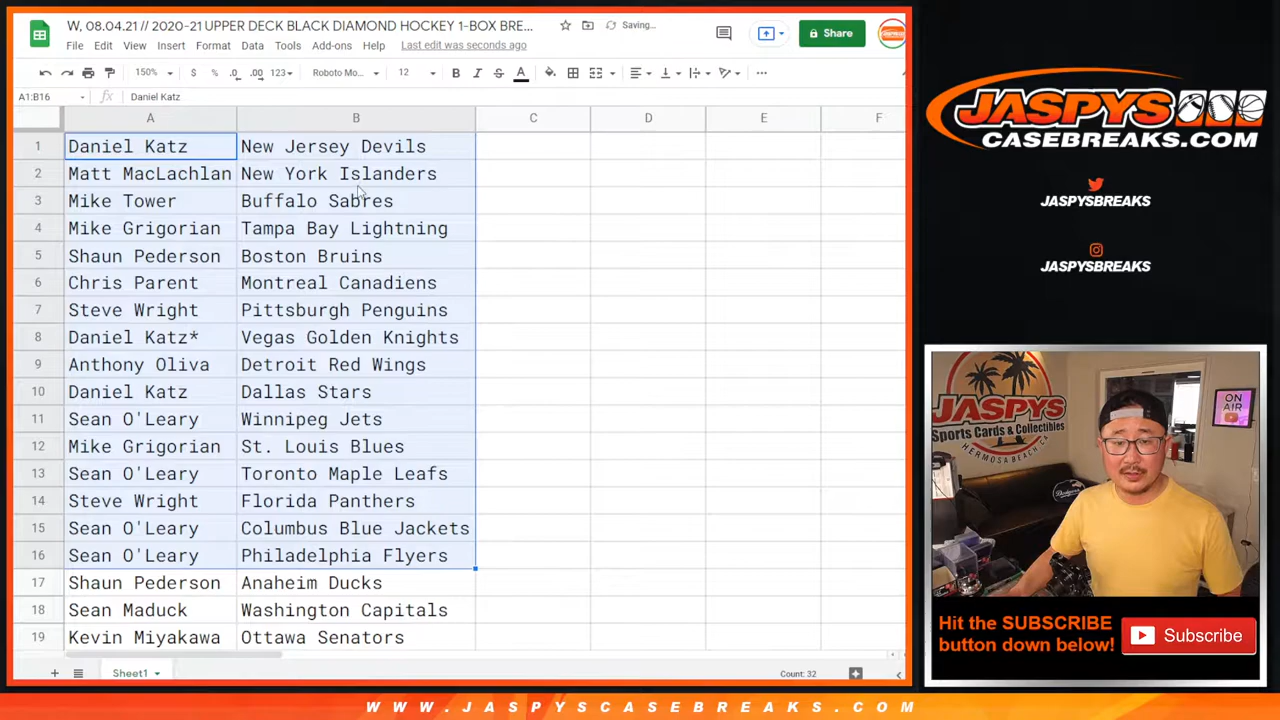 W, 08.04.21 // 2020-21 UPPER DECK BLACK DIAMOND HOCKEY 1-BOX BRE...
Saving...
Share
File Edit View Insert Format Data Tools Add-ons Help Last edit was seconds ago
150% $ % .0 .00 123 Roboto Mo... 12 B I S A
A1:B16 fx Daniel Katz
A B C D E F
1 Daniel Katz New Jersey Devils
2 Matt MacLachlan New York Islanders
3 Mike Tower Buffalo Sabres
4 Mike Grigorian Tampa Bay Lightning
5 Shaun Pederson Boston Bruins
6 Chris Parent Montreal Canadiens
7 Steve Wright Pittsburgh Penguins
8 Daniel Katz* Vegas Golden Knights
9 Anthony Oliva Detroit Red Wings
10 Daniel Katz Dallas Stars
11 Sean O'Leary Winnipeg Jets
12 Mike Grigorian St. Louis Blues
13 Sean O'Leary Toronto Maple Leafs
14 Steve Wright Florida Panthers
15 Sean O'Leary Columbus Blue Jackets
16 Sean O'Leary Philadelphia Flyers
17 Shaun Pederson Anaheim Ducks
18 Sean Maduck Washington Capitals
19 Kevin Miyakawa Ottawa Senators
Sheet1 Count: 32
JASPYS
CASEBREAKS.COM
JASPYSBREAKS
JASPYSBREAKS
JASPYS
Sports Cards & Collectibles
HERMOSA BEACH CA
ON
AIR
Dodgers
Hit the SUBSCRIBE
button down below!
Subscribe
WWW.JASPYSCASEBREAKS.COM